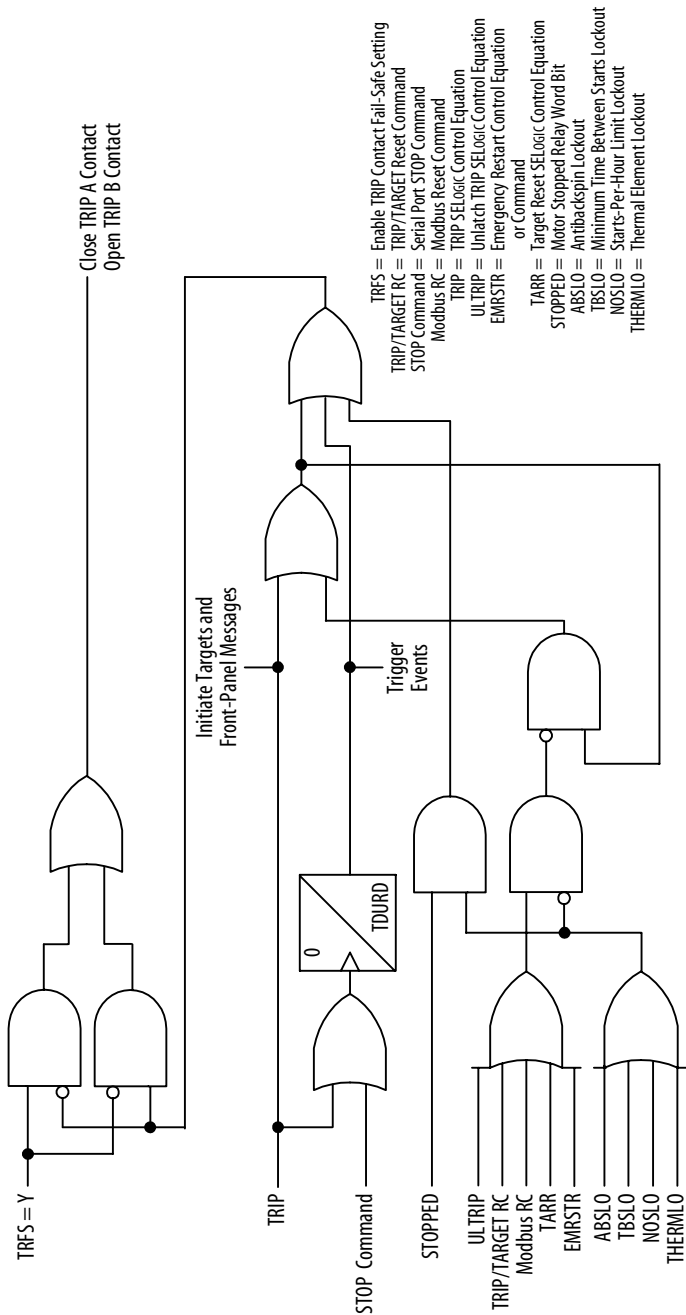 TRFS = Y
Close TRIP A Contact
Open TRIP B Contact
Initiate Targets and
Front-Panel Messages
TRIP
STOP Command
0
TDURD
Trigger
Events
STOPPED
ULTRIP
TRIP/TARGET RC
Modbus RC
TARR
EMRSTR
ABSLO
TBSLO
NOSLO
THERMLO
TRFS = Enable TRIP Contact Fail-Safe Setting
TRIP/TARGET RC = TRIP/TARGET Reset Command
STOP Command = Serial Port STOP Command
Modbus RC = Modbus Reset Command
TRIP = TRIP SELOGIC Control Equation
ULTRIP = Unlatch TRIP SELOGIC Control Equation
EMRSTR = Emergency Restart Control Equation
or Command
TARR = Target Reset SELOGIC Control Equation
STOPPED = Motor Stopped Relay Word Bit
ABSLO = Antibackspin Lockout
TBSLO = Minimum Time Between Starts Lockout
NOSLO = Starts-Per-Hour Limit Lockout
THERMLO = Thermal Element Lockout